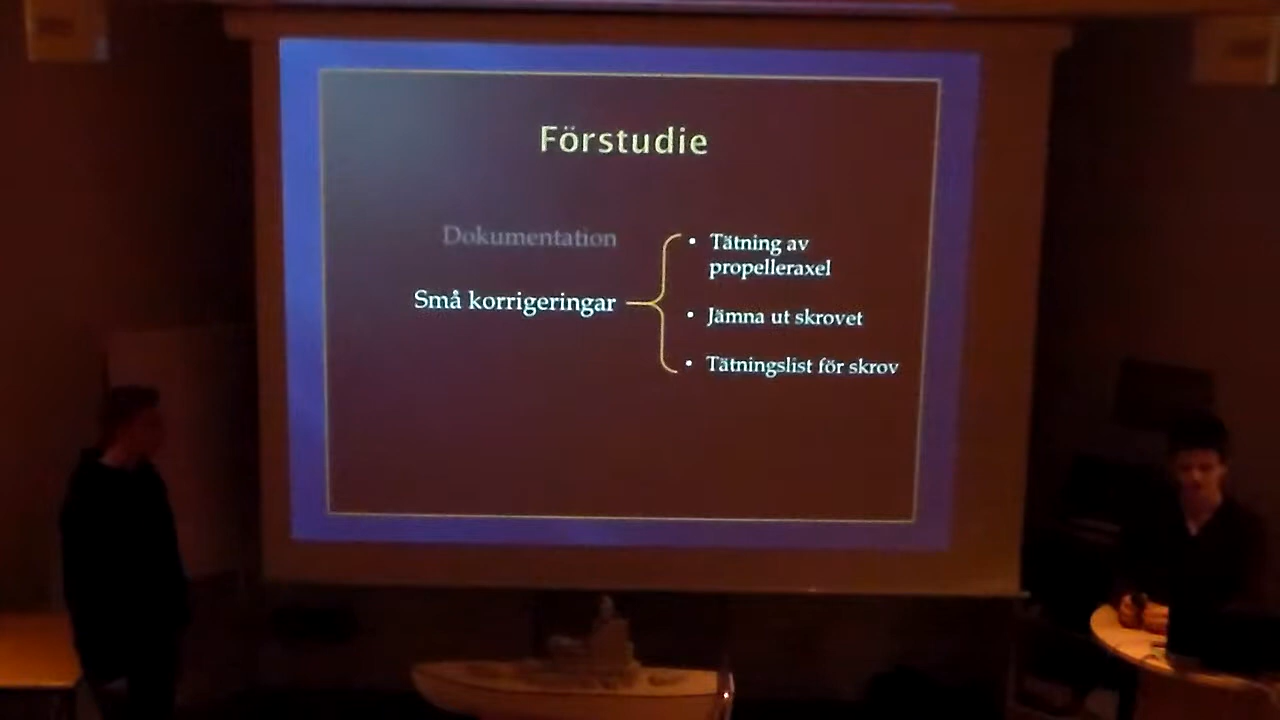 Förstudie
Dokumentation
Små korrigeringar
• Tätning av
propelleraxel
• Jämna ut skrovet
• Tätningslist för skrov